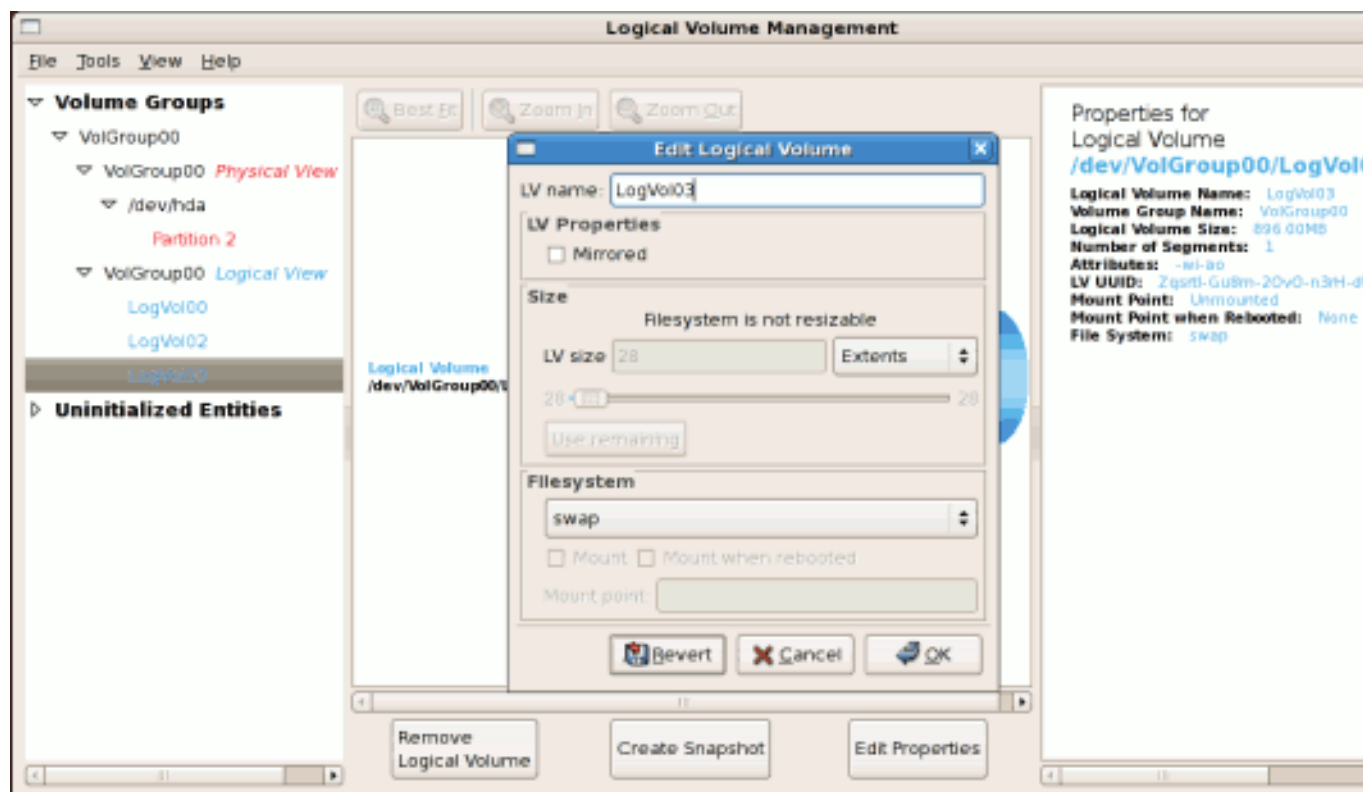 Logical Volume Management
File Tools View Help
Volume Groups
VolGroup00
VolGroup00 Physical View
/dev/hda
Partition 2
VolGroup00 Logical View
LogVol00
LogVol02
LogVol03
Uninitialized Entities
Best Fit Zoom In Zoom Out
Logical Volume
/dev/VolGroup00/L
Edit Logical Volume
LV name: LogVol03
LV Properties
Mirrored
Size
Filesystem is not resizable
LV size 28 Extents
28 28
Use remaining
Filesystem
swap
Mount Mount when rebooted
Mount point:
Revert Cancel OK
Remove
Logical Volume
Create Snapshot
Edit Properties
Properties for
Logical Volume
/dev/VolGroup00/LogVol0
Logical Volume Name: LogVol03
Volume Group Name: VolGroup00
Logical Volume Size: 896.00MB
Number of Segments: 1
Attributes: -wi-ao
LV UUID:
Mount Point: Unmounted
Mount Point when Rebooted: None
File System: swap